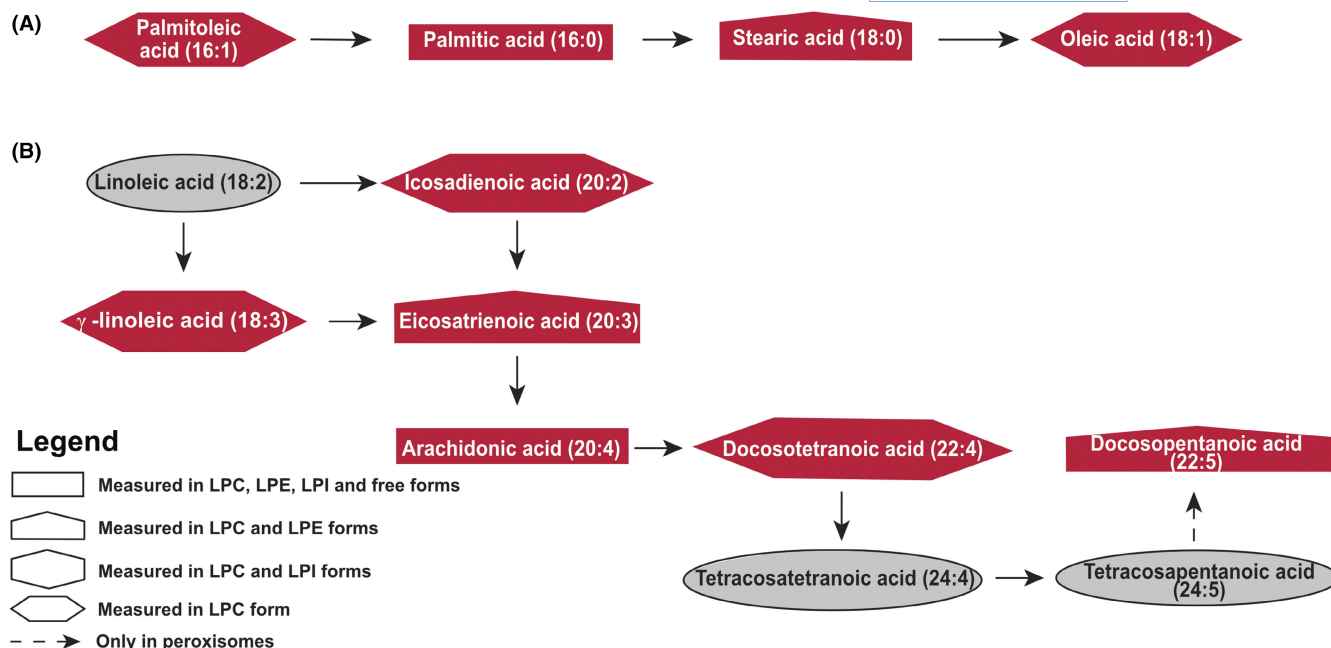 (A)
Palmitoleic
acid (16:1)
Palmitic acid (16:0)
Stearic acid (18:0)
Oleic acid (18:1)
(B)
Linoleic acid (18:2)
Icosadienoic acid (20:2)
γ -linoleic acid (18:3)
Eicosatrienoic acid (20:3)
Arachidonic acid (20:4)
Docosotetranoic acid (22:4)
Docosopentanoic acid
(22:5)
Tetracosatetranoic acid (24:4)
Tetracosapentanoic acid
(24:5)
Legend
Measured in LPC, LPE, LPI and free forms
Measured in LPC and LPE forms
Measured in LPC and LPI forms
Measured in LPC form
Only in peroxisomes